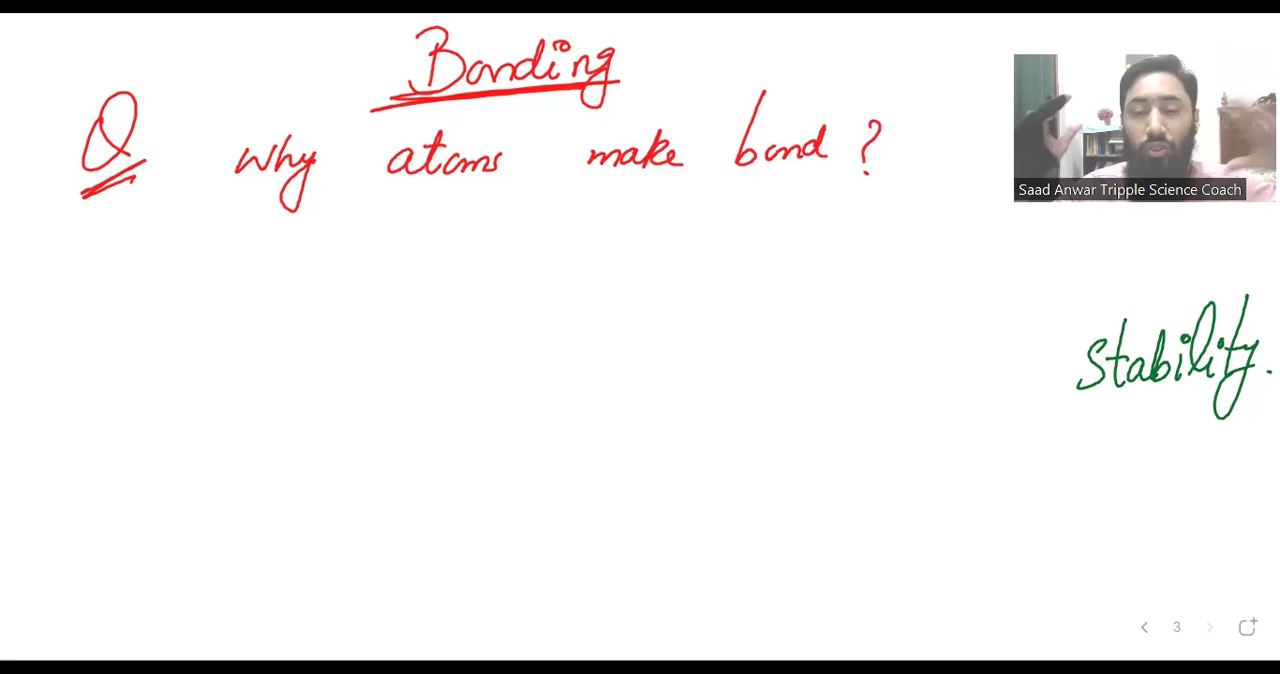 Bonding
Q why atoms make bond ?
Saad Anwar Tripple Science Coach
Stability.
3